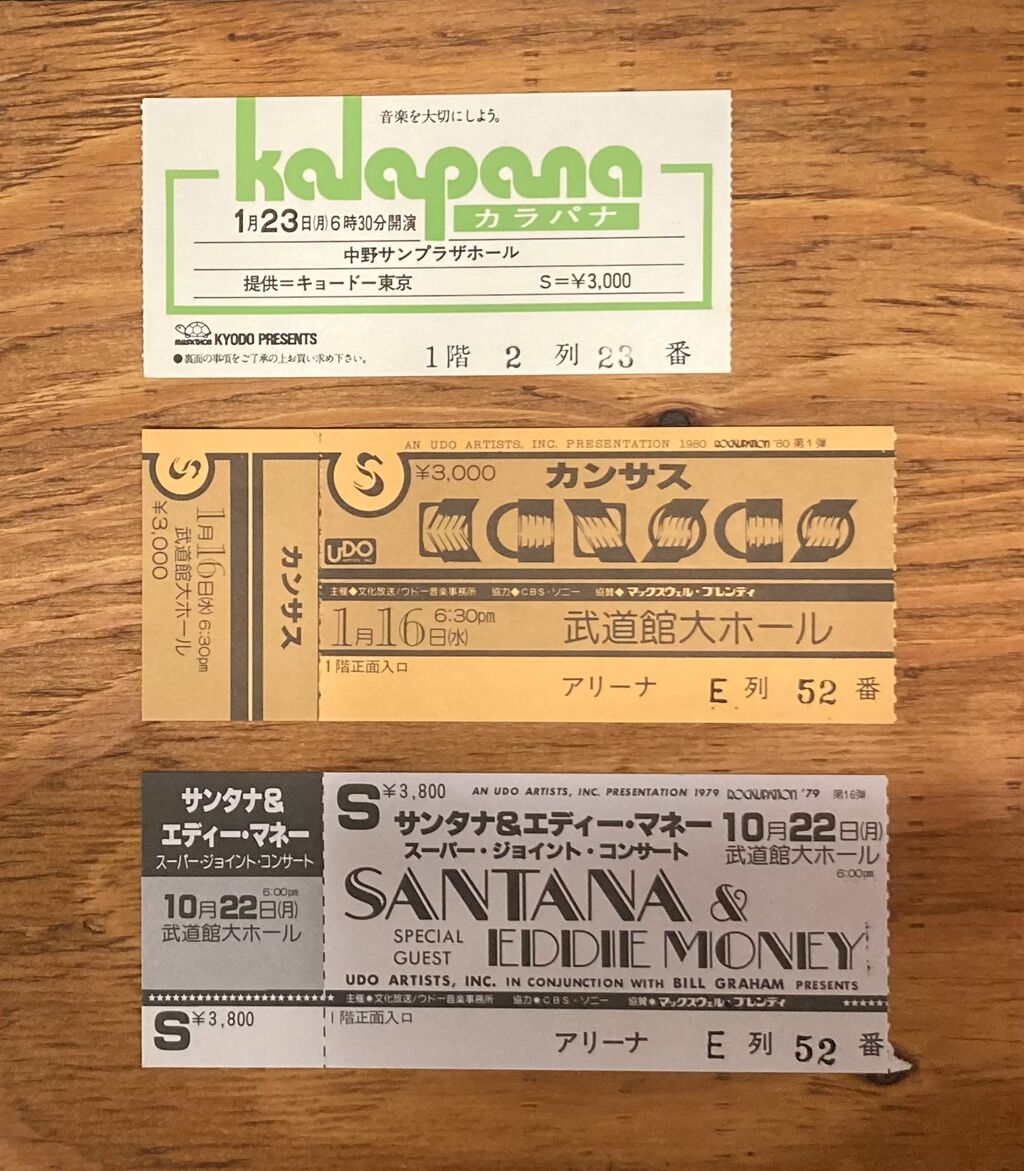 音楽を大切にしよう。
kalapana
カラパナ
1月23日(月)6時30分開演
中野サンプラザホール
提供=キョードー東京 S=¥3,000
KYODO PRESENTS
●裏面の事項をご了承の上お買い求め下さい。
1階 2 列 23 番
S
¥3,000
1月16日(水) 6:30pm
武道館大ホール
カンサス
AN UDO ARTISTS, INC. PRESENTATION 1980 ROCKUPATION '80 第1弾
S ¥3,000 カンサス
KANSAS
UDO ARTISTS, INC.
主催◆文化放送/ウドー音楽事務所 協力◆CBS・ソニー 協賛◆マックスウェル・ブレンディ
1月16日(水) 6:30pm 武道館大ホール
1階正面入口
アリーナ E 列 52 番
サンタナ&
エディー・マネー
スーパー・ジョイント・コンサート
6:00pm
10月22日(月)
武道館大ホール
S ¥3,800
S ¥3,800 AN UDO ARTISTS, INC. PRESENTATION 1979 ROCKUPATION '79 第16弾
サンタナ&エディー・マネー 10月22日(月)
スーパー・ジョイント・コンサート 武道館大ホール
6:00pm
SANTANA &
SPECIAL GUEST EDDIE MONEY
UDO ARTISTS, INC. IN CONJUNCTION WITH BILL GRAHAM PRESENTS
主催●文化放送/ウドー音楽事務所 協力●CBS・ソニー 協賛●マックスウェル・ブレンディ
1階正面入口
アリーナ E 列 52 番